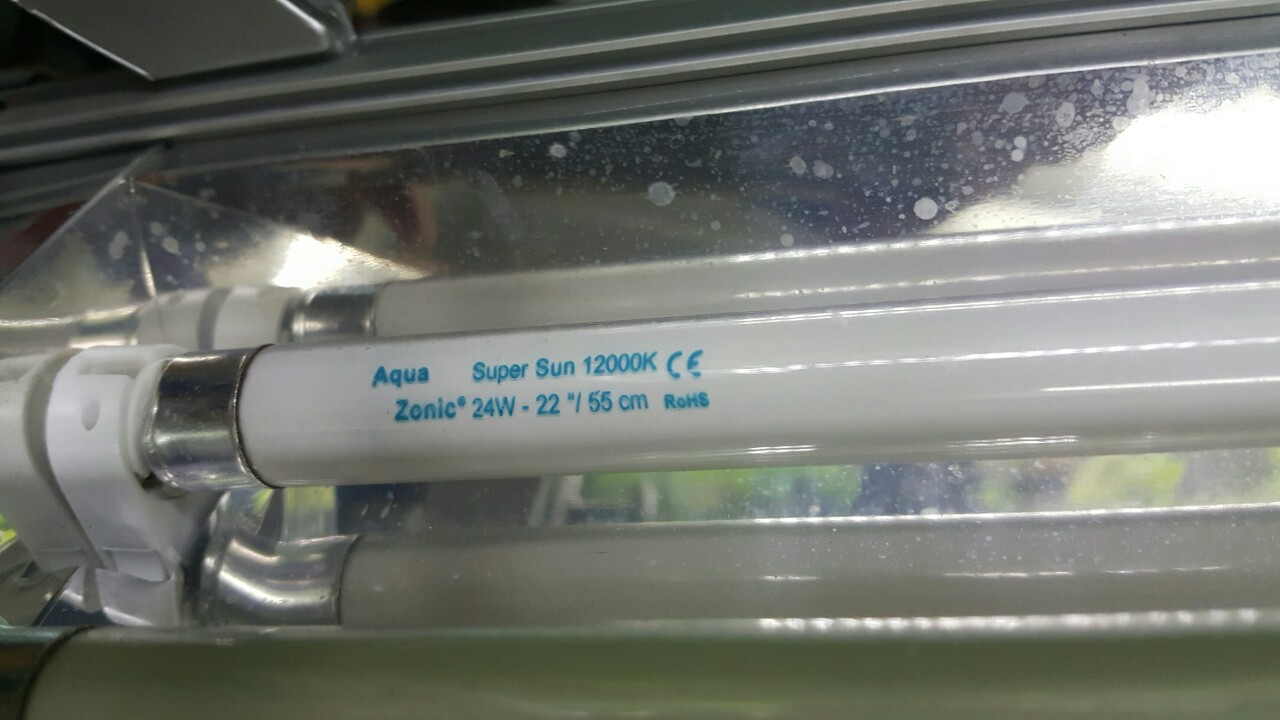 Aqua Super Sun 12000K CE
Zonic® 24W - 22 "/ 55 cm RoHS